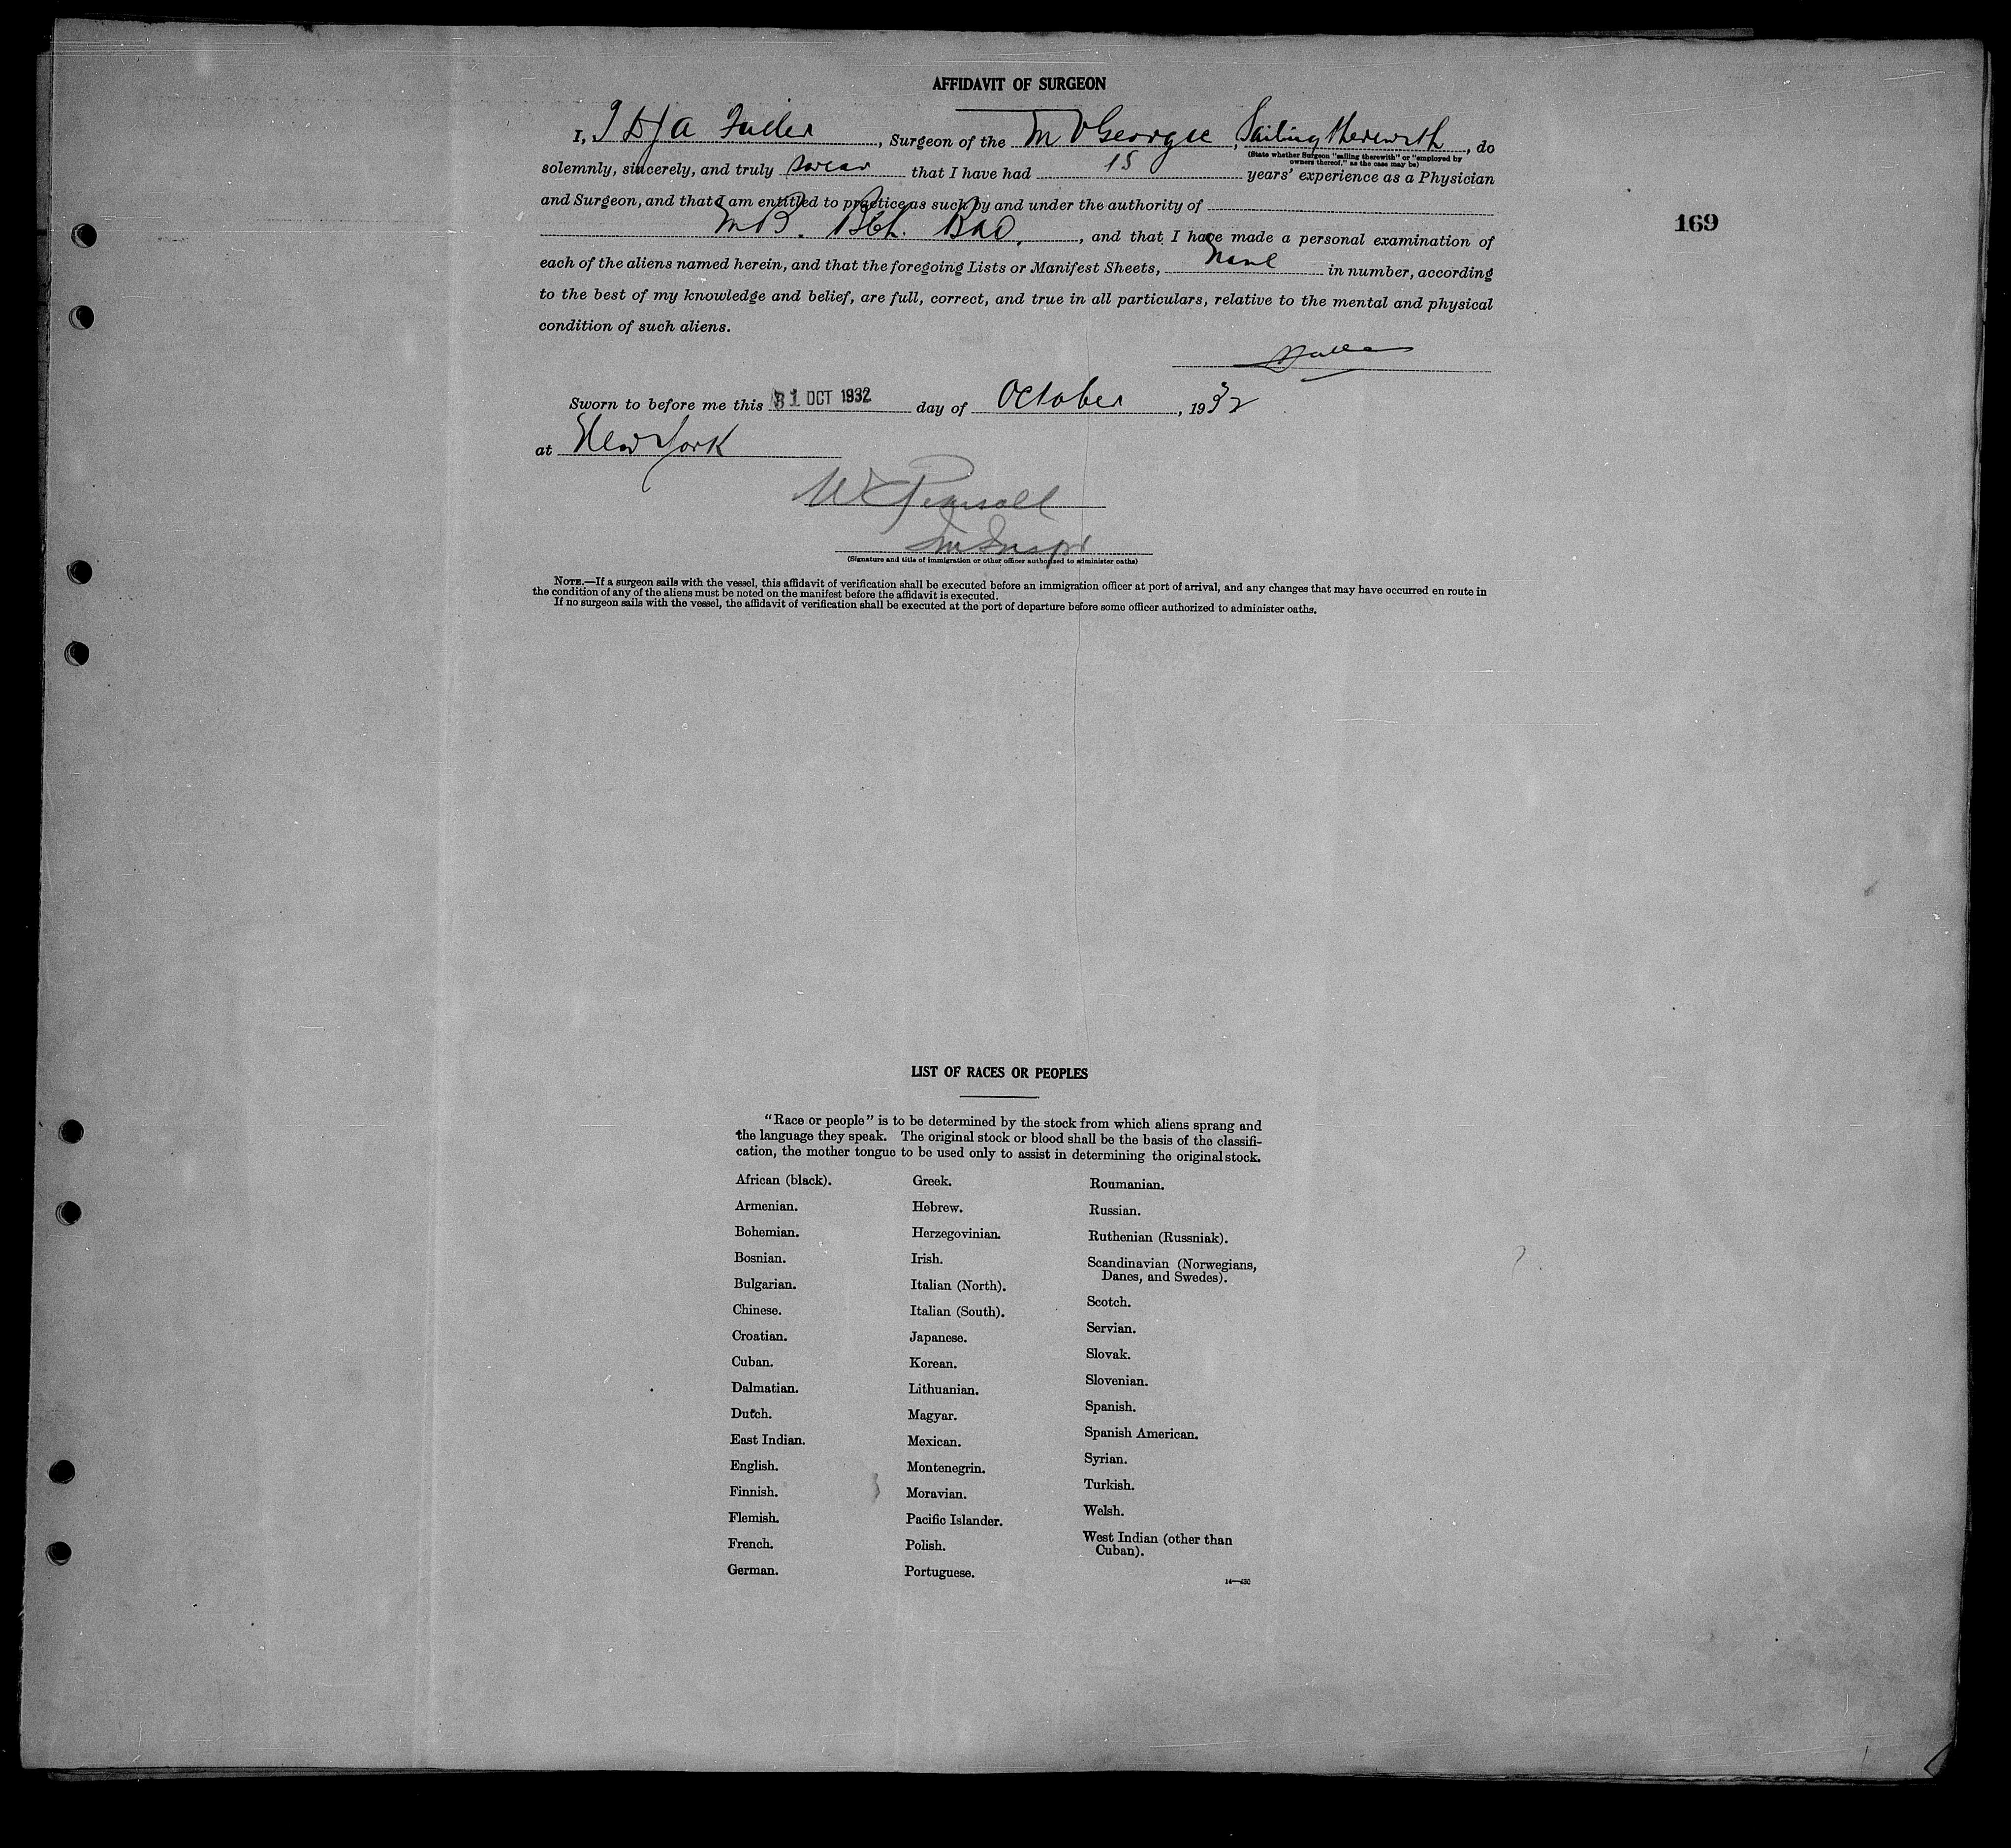 AFFIDAVIT OF SURGEON
I, Fuller, Surgeon of the M V Georgic, Sailing therewith, do
(State whether Surgeon "sailing therewith" or "employed by
owners thereof," as the case may be)
solemnly, sincerely, and truly swear that I have had 15 years' experience as a Physician
and Surgeon, and that I am entitled to practice as such by and under the authority of
M.B. Bch. BAO, and that I have made a personal examination of
169
each of the aliens named herein, and that the foregoing Lists or Manifest Sheets, in number, according
to the best of my knowledge and belief, are full, correct, and true in all particulars, relative to the mental and physical
condition of such aliens.
Sworn to before me this 31 OCT 1932 day of October, 1932
at New York
W Pearsall
Im Inspr
(Signature and title of immigration or other officer authorized to administer oaths)
NOTE.—If a surgeon sails with the vessel, this affidavit of verification shall be executed before an immigration officer at port of arrival, and any changes that may have occurred en route in
the condition of any of the aliens must be noted on the manifest before the affidavit is executed.
If no surgeon sails with the vessel, the affidavit of verification shall be executed at the port of departure before some officer authorized to administer oaths.
LIST OF RACES OR PEOPLES
"Race or people" is to be determined by the stock from which aliens sprang and
the language they speak. The original stock or blood shall be the basis of the classifi-
cation, the mother tongue to be used only to assist in determining the original stock.
African (black).
Armenian.
Bohemian.
Bosnian.
Bulgarian.
Chinese.
Croatian.
Cuban.
Dalmatian.
Dutch.
East Indian.
English.
Finnish.
Flemish.
French.
German.
Greek.
Hebrew.
Herzegovinian.
Irish.
Italian (North).
Italian (South).
Japanese.
Korean.
Lithuanian.
Magyar.
Mexican.
Montenegrin.
Moravian.
Pacific Islander.
Polish.
Portuguese.
Roumanian.
Russian.
Ruthenian (Russniak).
Scandinavian (Norwegians,
Danes, and Swedes).
Scotch.
Servian.
Slovak.
Slovenian.
Spanish.
Spanish American.
Syrian.
Turkish.
Welsh.
West Indian (other than
Cuban).
14—430